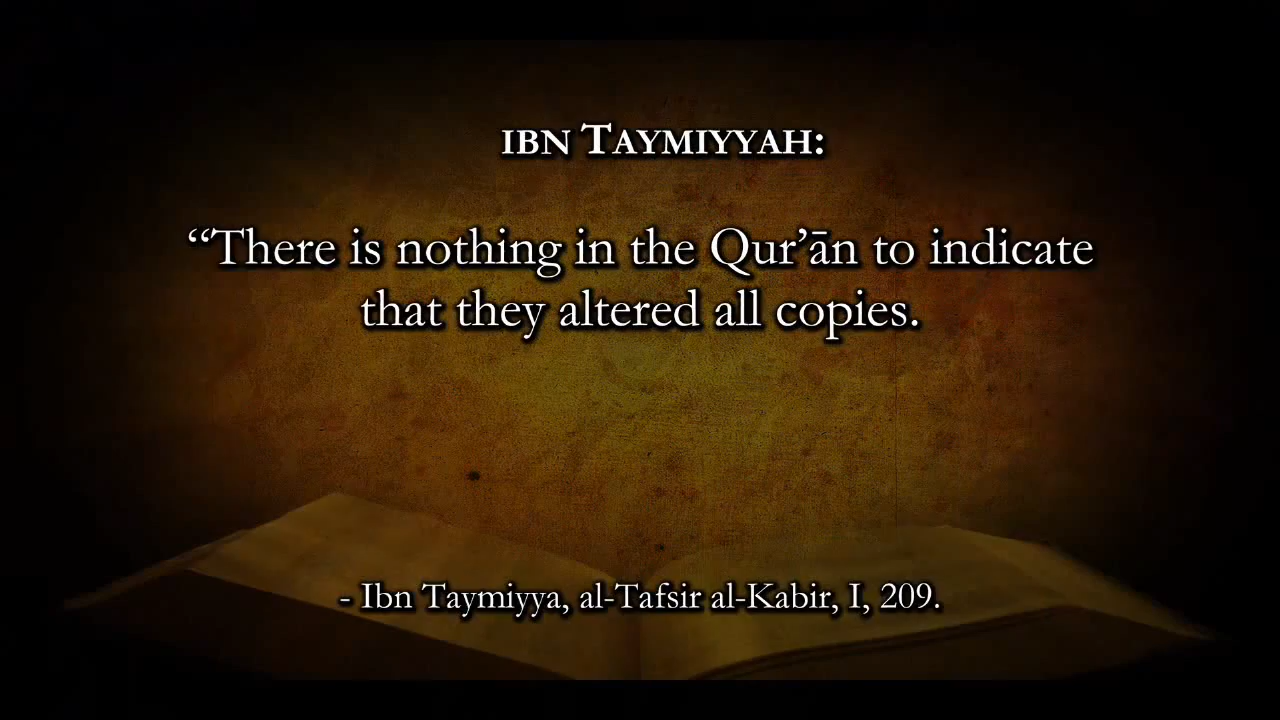 IBN TAYMIYYAH:
“There is nothing in the Qur’ān to indicate
that they altered all copies.
- Ibn Taymiyya, al-Tafsir al-Kabir, I, 209.